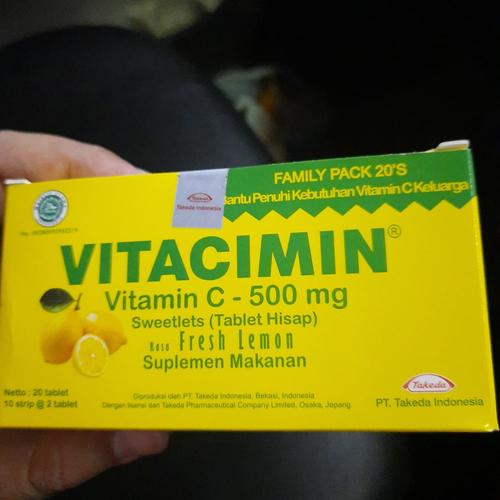 FAMILY PACK 20'S
Bantu Penuhi Kebutuhan Vitamin C Keluarga
Takeda
Takeda Indonesia
VITACIMIN®
Vitamin C - 500 mg
Sweetlets (Tablet Hisap)
Rasa Fresh Lemon
Suplemen Makanan
Netto : 20 tablet
10 strip @ 2 tablet
Diproduksi oleh PT. Takeda Indonesia, Bekasi, Indonesia
Dengan lisensi dari Takeda Pharmaceutical Company Limited, Osaka, Jepang
Takeda
PT. Takeda Indonesia